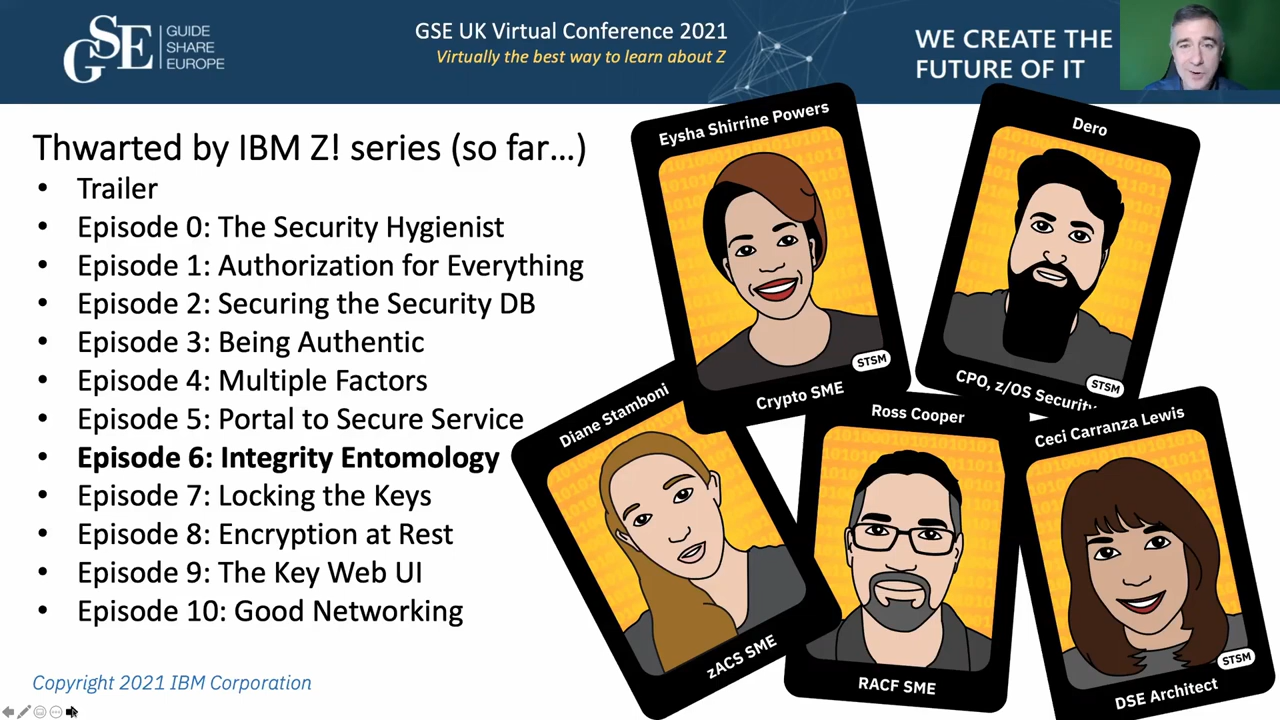 GSE
GUIDE
SHARE
EUROPE
GSE UK Virtual Conference 2021
Virtually the best way to learn about Z
WE CREATE THE
FUTURE OF IT
Thwarted by IBM Z! series (so far...)
• Trailer
• Episode 0: The Security Hygienist
• Episode 1: Authorization for Everything
• Episode 2: Securing the Security DB
• Episode 3: Being Authentic
• Episode 4: Multiple Factors
• Episode 5: Portal to Secure Service
• Episode 6: Integrity Entomology
• Episode 7: Locking the Keys
• Episode 8: Encryption at Rest
• Episode 9: The Key Web UI
• Episode 10: Good Networking
Eysha Shirrine Powers
STSM
Crypto SME
Dero
STSM
CPO, z/OS Security
Diane Stamboni
zACS SME
Ross Cooper
RACF SME
Ceci Carranza Lewis
STSM
DSE Architect
Copyright 2021 IBM Corporation